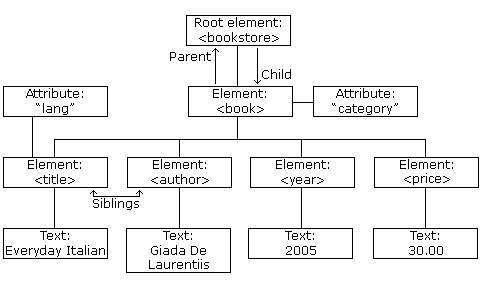 Root element:
<bookstore>
Parent
Child
Attribute:
"lang"
Element:
<book>
Attribute:
"category"
Element:
<title>
Element:
<author>
Element:
<year>
Element:
<price>
Siblings
Text:
Everyday Italian
Text:
Giada De
Laurentiis
Text:
2005
Text:
30.00